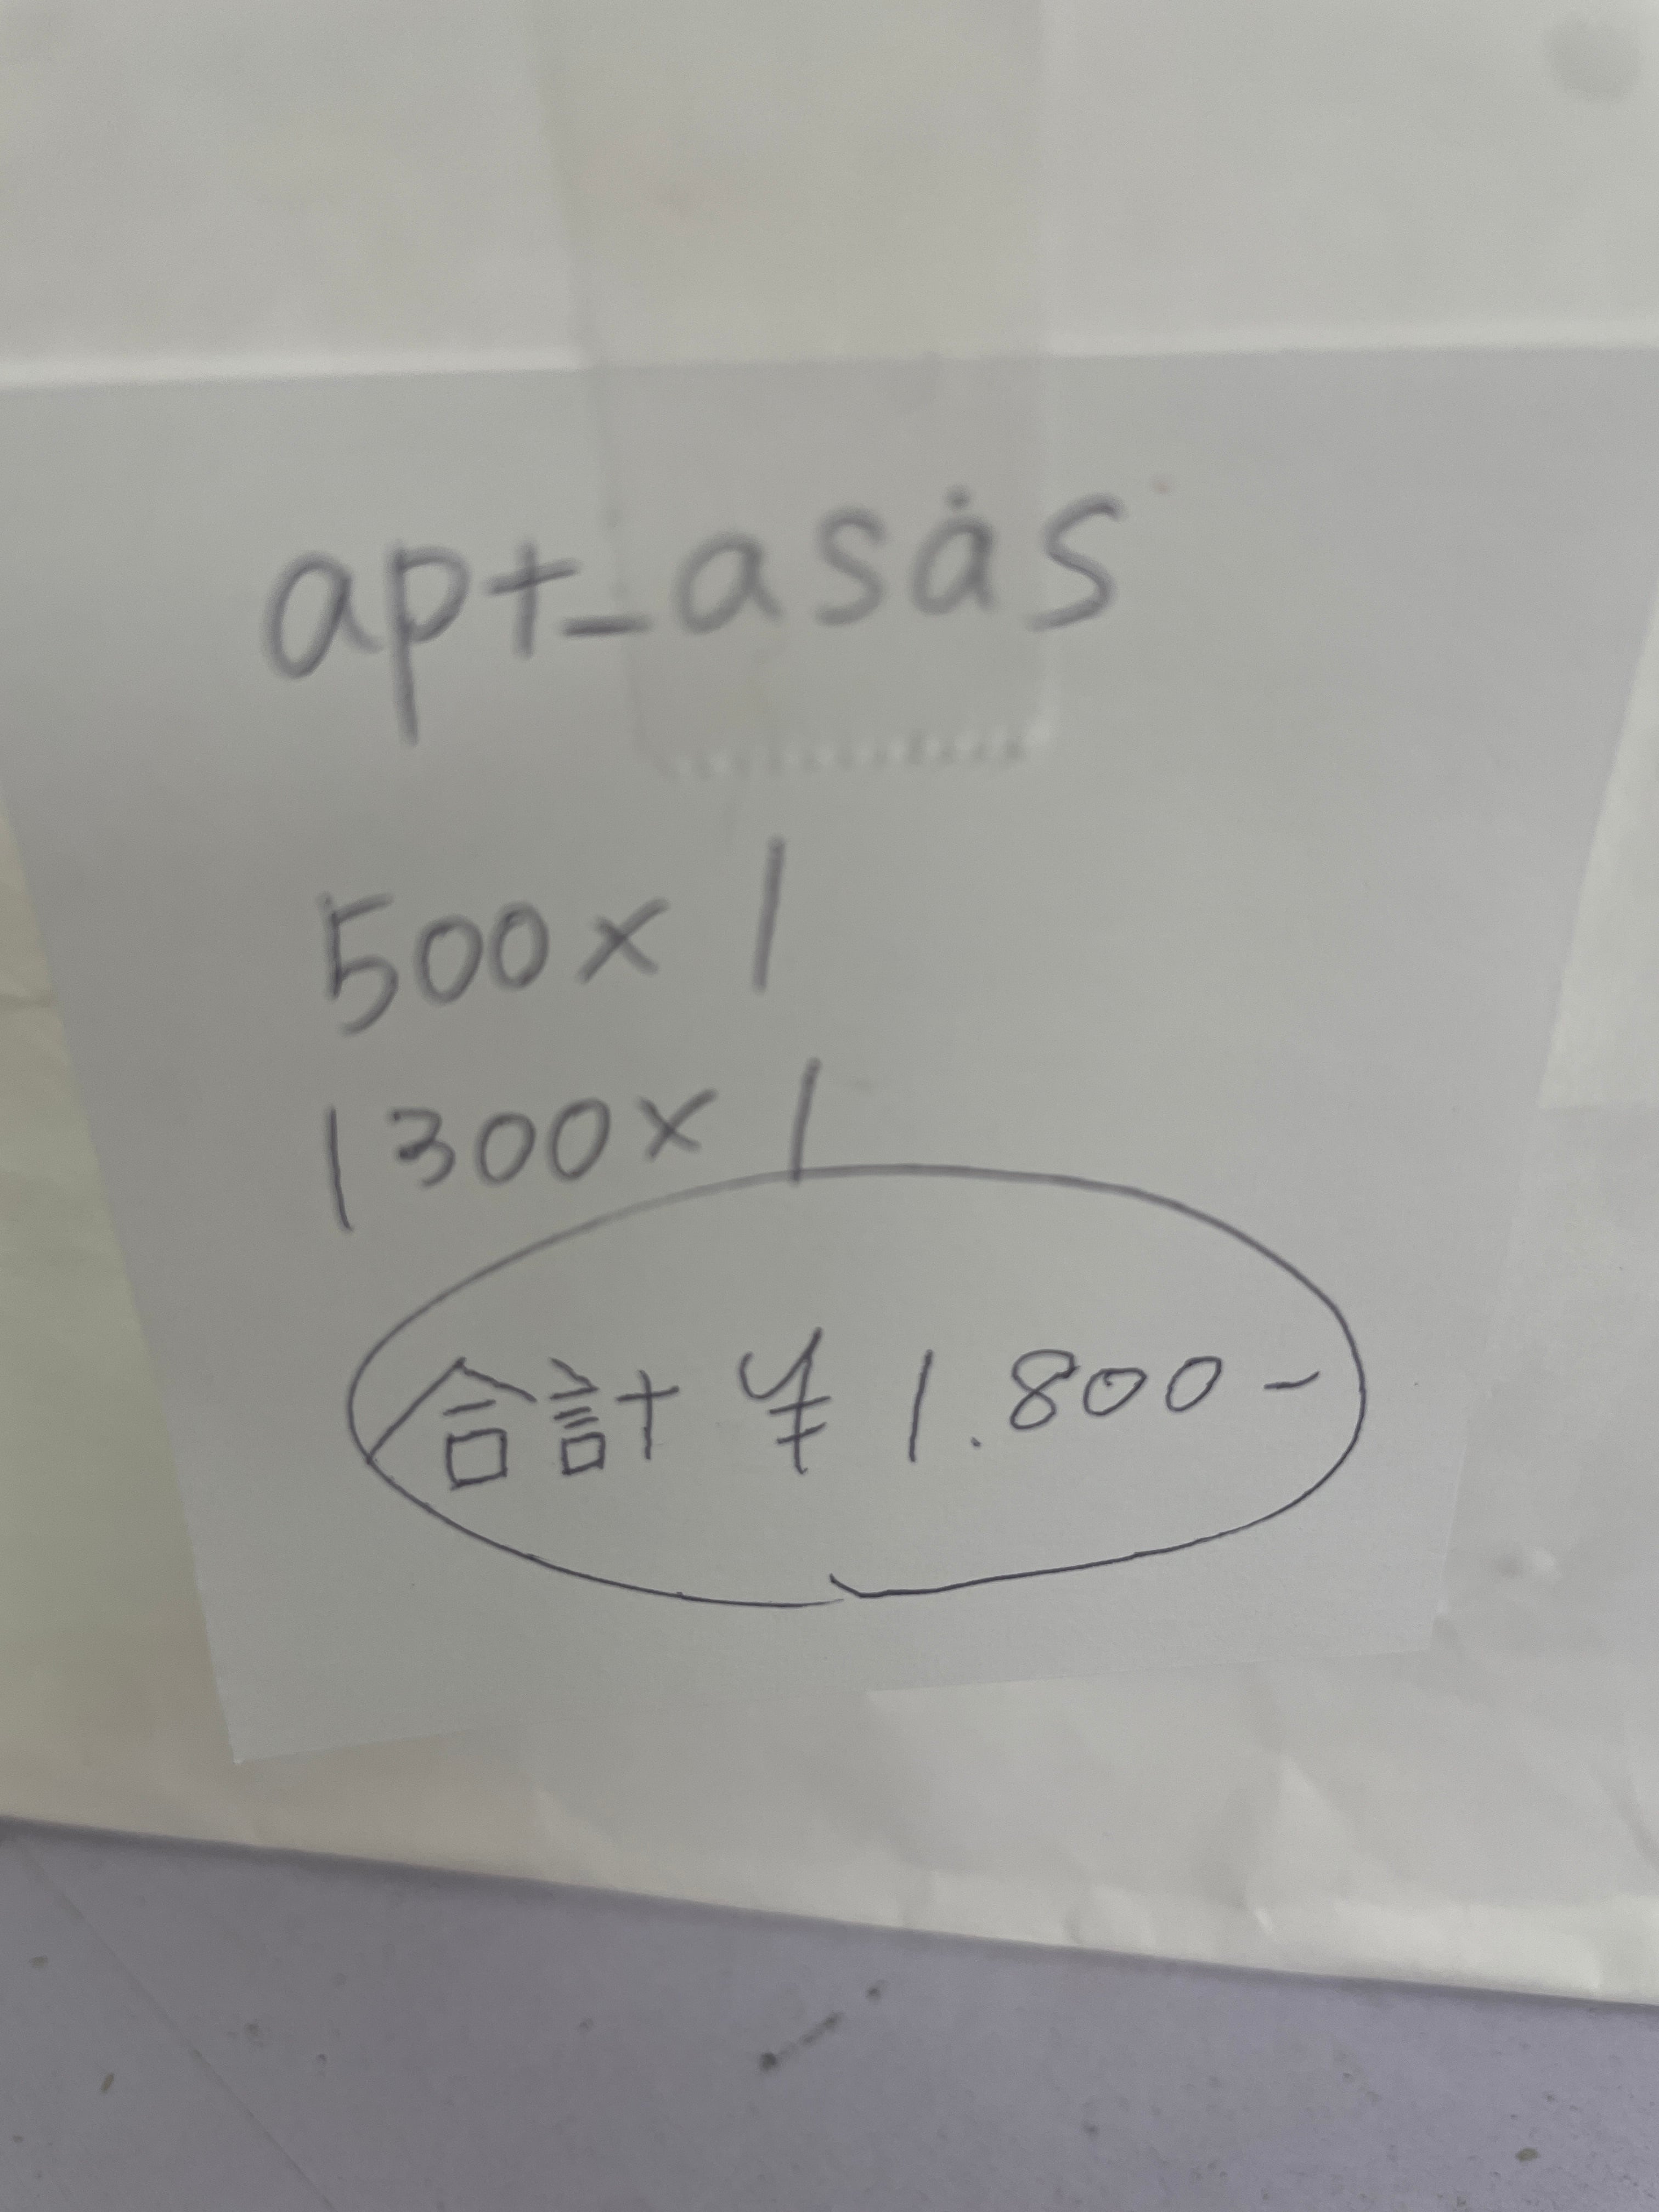 apt_asas
500×1
1300×1
合計 ¥1.800-